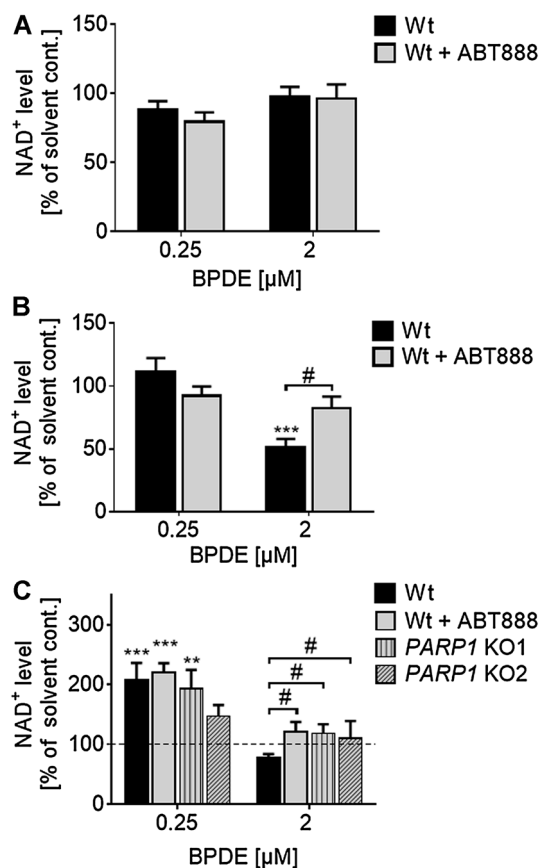 A
NAD+ level
[% of solvent cont.]
150
100
50
0
0.25
2
BPDE [µM]
Wt
Wt + ABT888
B
NAD+ level
[% of solvent cont.]
150
100
50
0
***
#
0.25
2
BPDE [µM]
Wt
Wt + ABT888
C
NAD+ level
[% of solvent cont.]
300
200
100
0
***
***
**
#
#
#
0.25
2
BPDE [µM]
Wt
Wt + ABT888
PARP1 KO1
PARP1 KO2